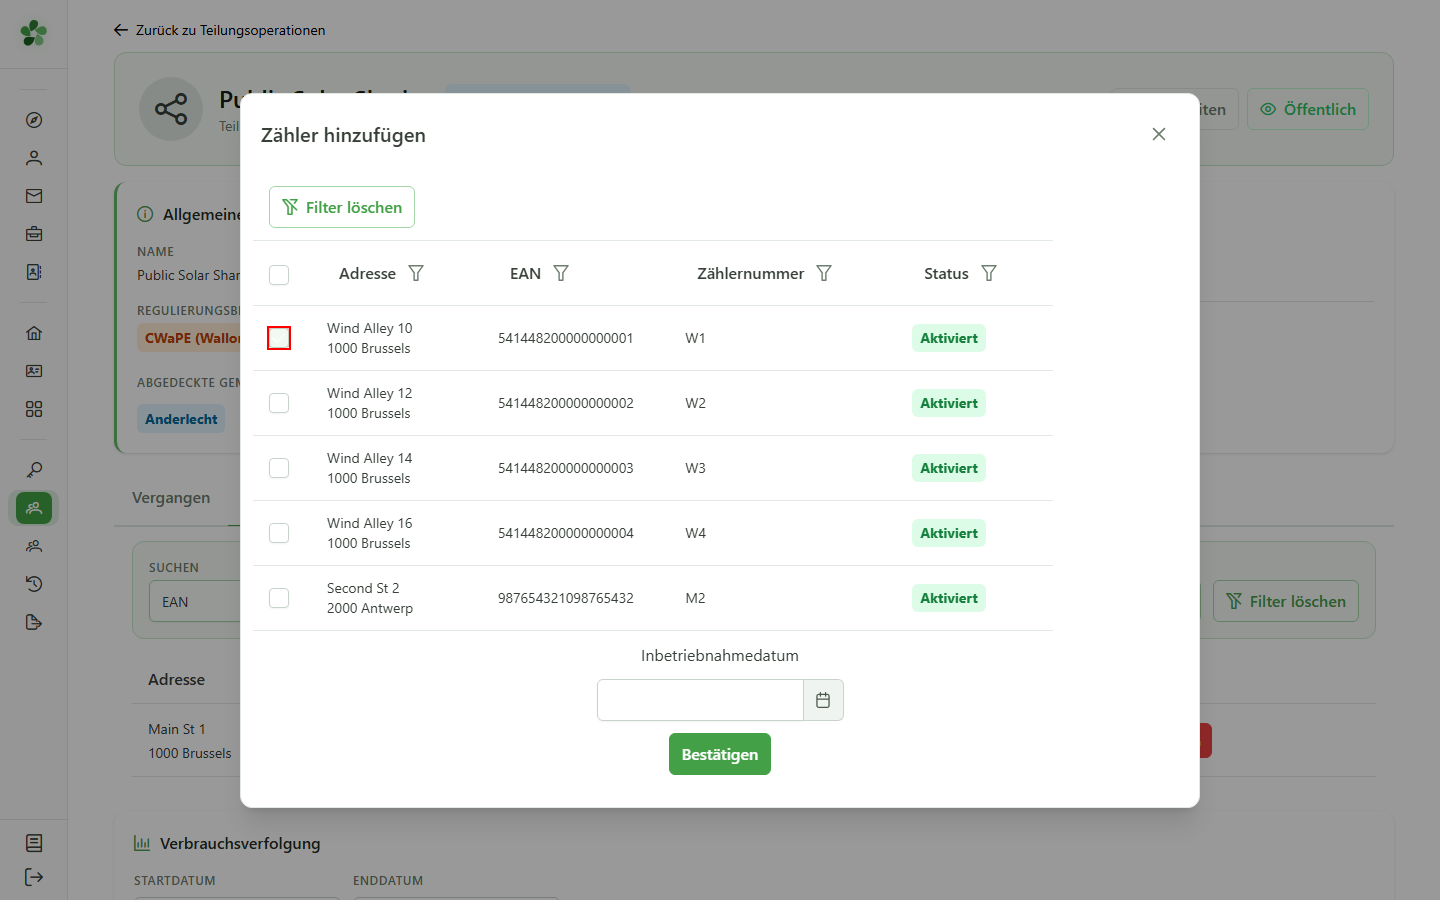 Zurück zu Teilungsoperationen
Öffentlich
Zähler hinzufügen
Filter löschen
Allgemeine
NAME
Public Solar Shar
REGULIERUNGSB
CWaPE (Wallor
ABGEDECKTE GEM
Anderlecht
Adresse EAN Zählernummer Status
Wind Alley 10
1000 Brussels
541448200000000001 W1 Aktiviert
Wind Alley 12
1000 Brussels
541448200000000002 W2 Aktiviert
Wind Alley 14
1000 Brussels
541448200000000003 W3 Aktiviert
Wind Alley 16
1000 Brussels
541448200000000004 W4 Aktiviert
Second St 2
2000 Antwerp
987654321098765432 M2 Aktiviert
Inbetriebnahmedatum
Bestätigen
Vergangen
SUCHEN
EAN
Filter löschen
Adresse
Main St 1
1000 Brussels
Verbrauchsverfolgung
STARTDATUM ENDDATUM